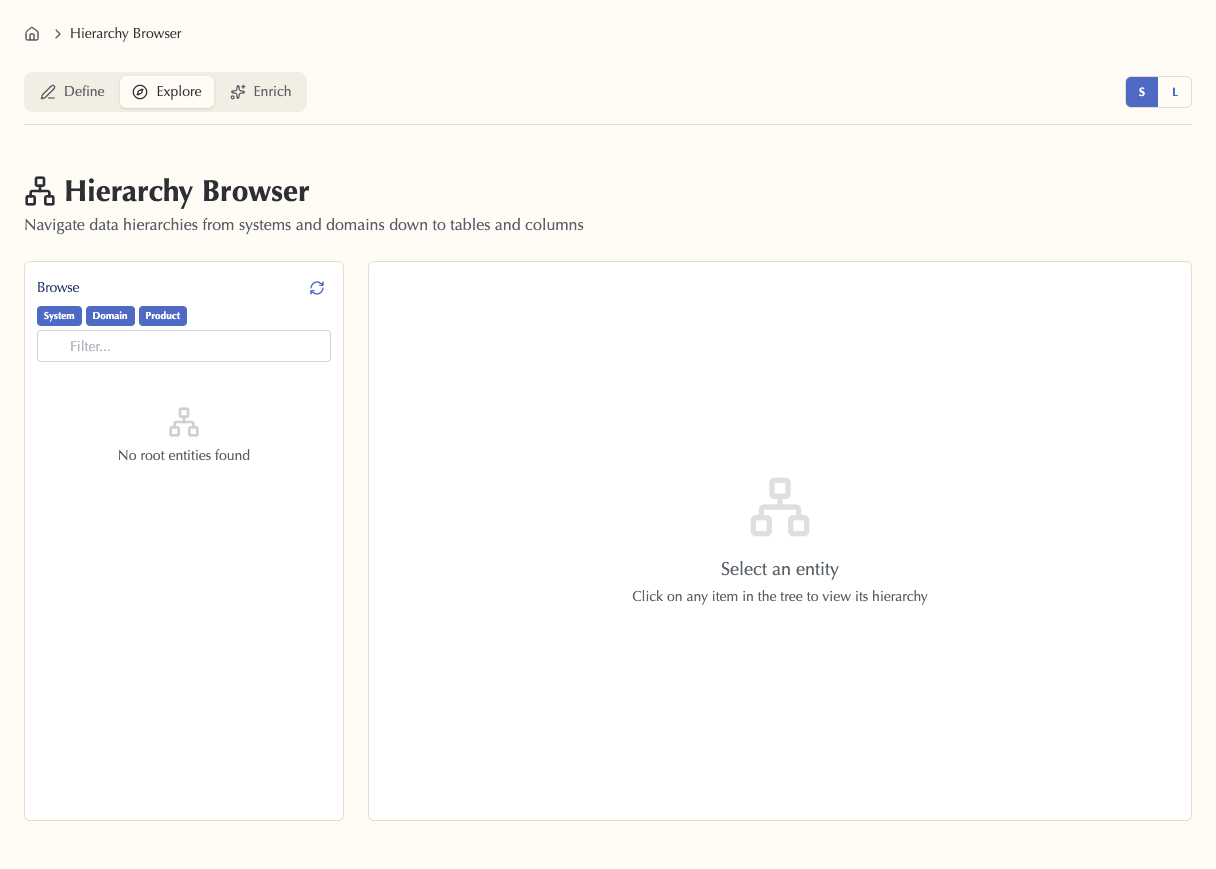 Hierarchy Browser
Define Explore Enrich
S L
Hierarchy Browser
Navigate data hierarchies from systems and domains down to tables and columns
Browse
System Domain Product
Filter...
No root entities found
Select an entity
Click on any item in the tree to view its hierarchy